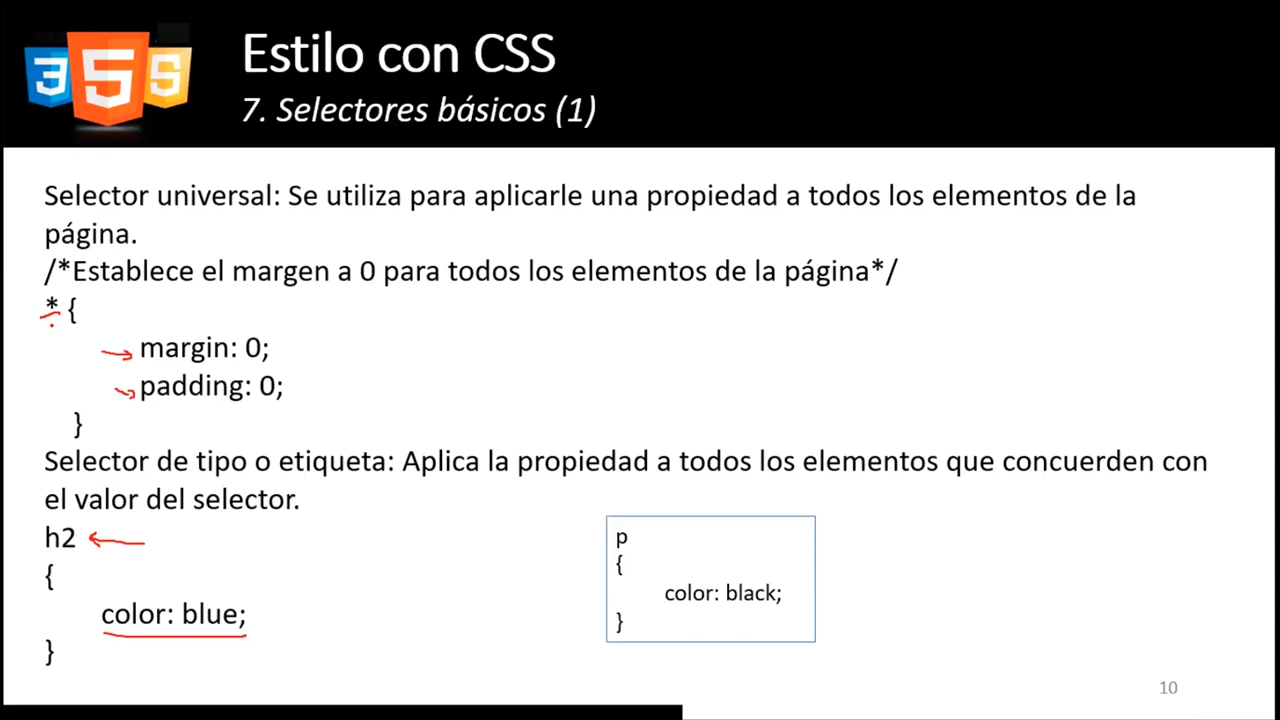 3 5 S
Estilo con CSS
7. Selectores básicos (1)
Selector universal: Se utiliza para aplicarle una propiedad a todos los elementos de la
página.
/*Establece el margen a 0 para todos los elementos de la página*/
* {
margin: 0;
padding: 0;
}
Selector de tipo o etiqueta: Aplica la propiedad a todos los elementos que concuerden con
el valor del selector.
h2
{
color: blue;
}
p
{
color: black;
}
10